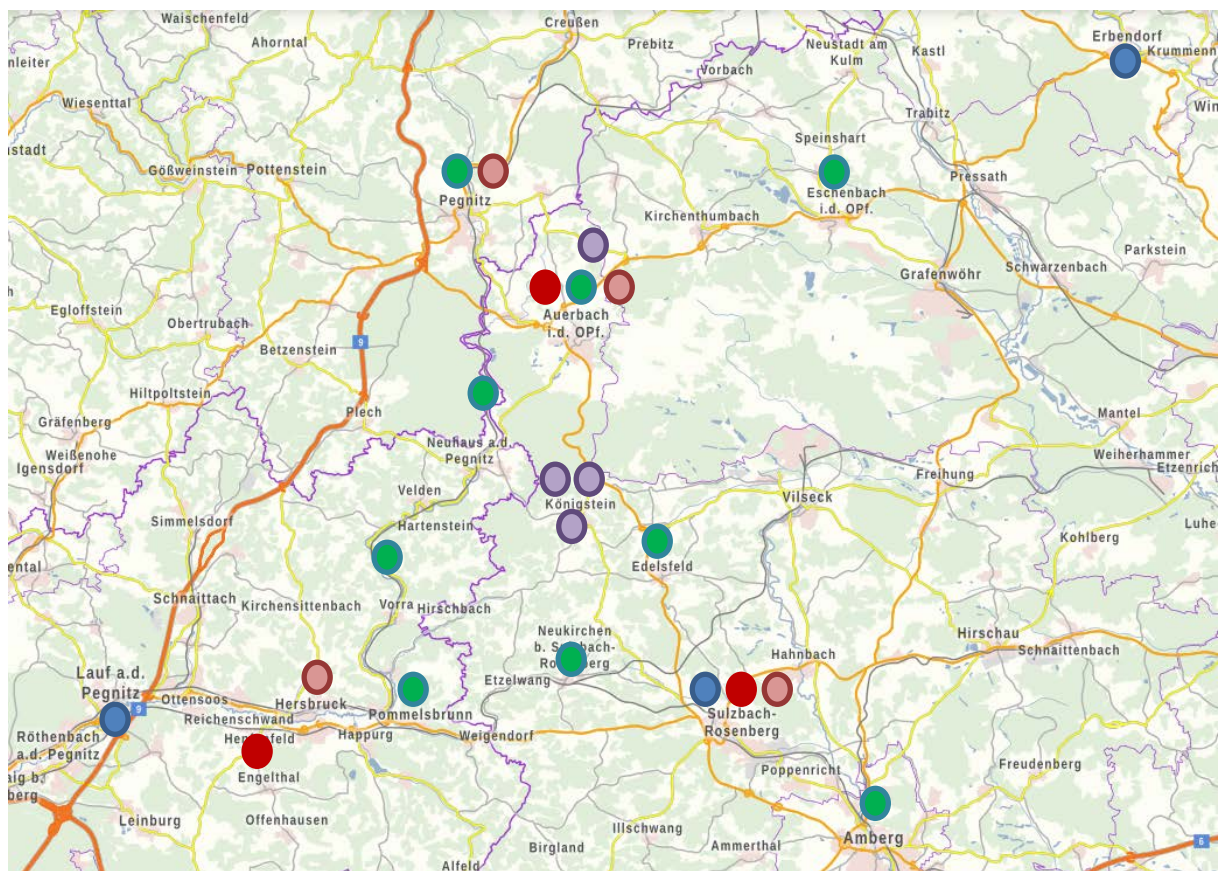 Waischenfeld
Creußen
Ahorntal
Prebitz
Neustadt am
Kulm
Kastl
Erbendorf
Krummenn
nleiter
Vorbach
Wiesenttal
Trabitz
Win
nstadt
Speinshart
Gößweinstein
Pottenstein
Pressath
Pegnitz
Eschenbach
i.d. OPf.
Kirchenthumbach
Parkstein
Grafenwöhr
Schwarzenbach
h
Egloffstein
Auerbach
i.d. OPf.
Obertrubach
9
Betzenstein
Hiltpoltstein
Plech
Mantel
Gräfenberg
Neuhaus a.d.
Pegnitz
Weißenohe
Igensdorf
Weiherhammer
Etzenrich
Freihung
Velden
Königstein
Vilseck
Simmelsdorf
Hartenstein
Luhe
Kohlberg
ental
Edelsfeld
Schnaittach
Kirchensittenbach
Vorra
Hirschbach
Neukirchen
Hirschau
Schnaittenbach
Hahnbach
Lauf a.d.
Pegnitz
Etzelwang
Ottensoos
Hersbruck
9
Reichenschwand
Pommelsbrunn
Sulzbach-
Rosenberg
Röthenbach
a.d. Pegnitz
Happurg
Weigendorf
Engelthal
Poppenricht
Freudenberg
aig b.
berg
Leinburg
Offenhausen
Illschwang
Amberg
6
Birgland
Ammerthal
Alfeld